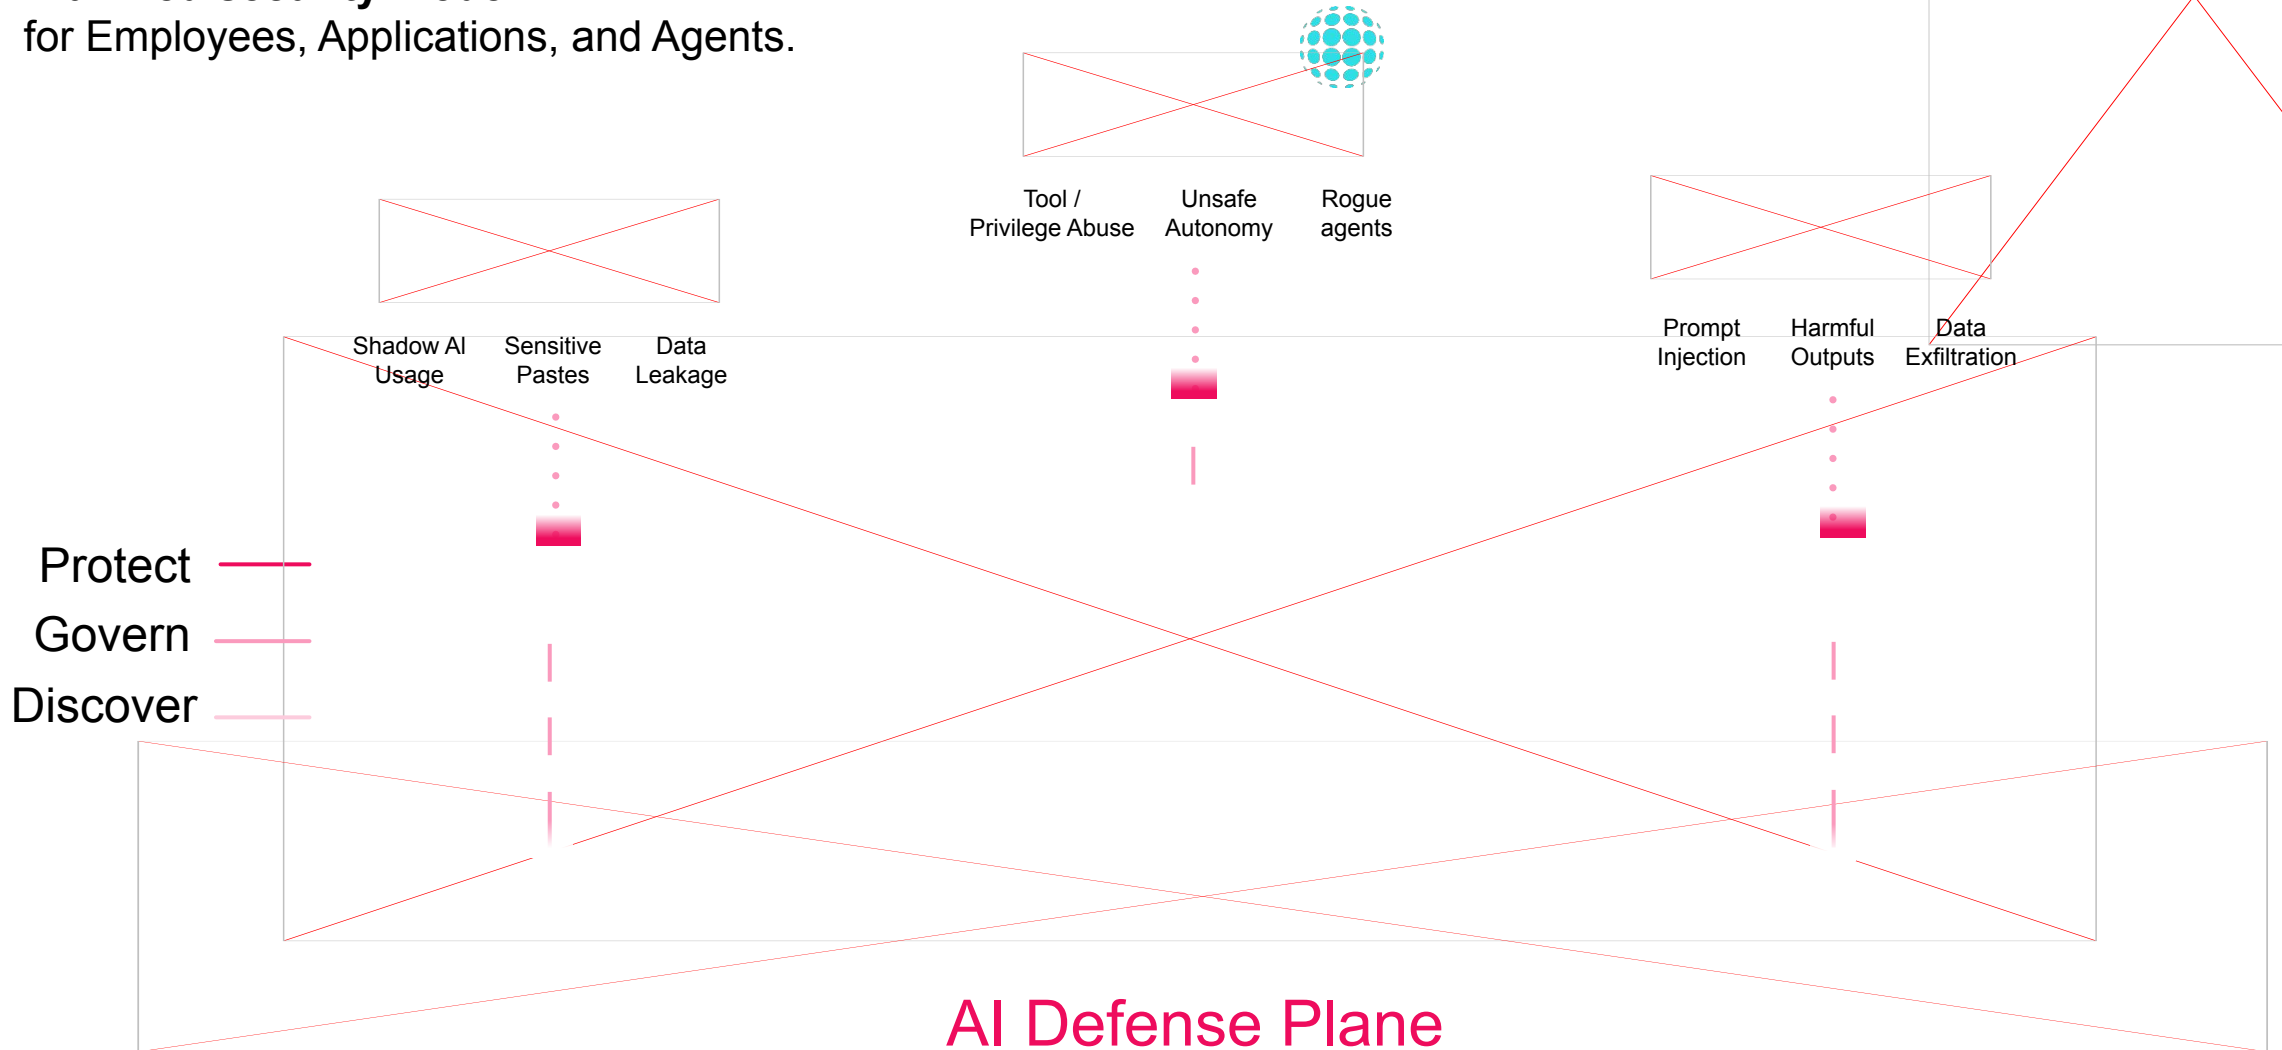 for Employees, Applications, and Agents.
Tool /
Privilege Abuse
Unsafe
Autonomy
Rogue
agents
Shadow AI
Usage
Sensitive
Pastes
Data
Leakage
Prompt
Injection
Harmful
Outputs
Data
Exfiltration
Protect
Govern
Discover
AI Defense Plane